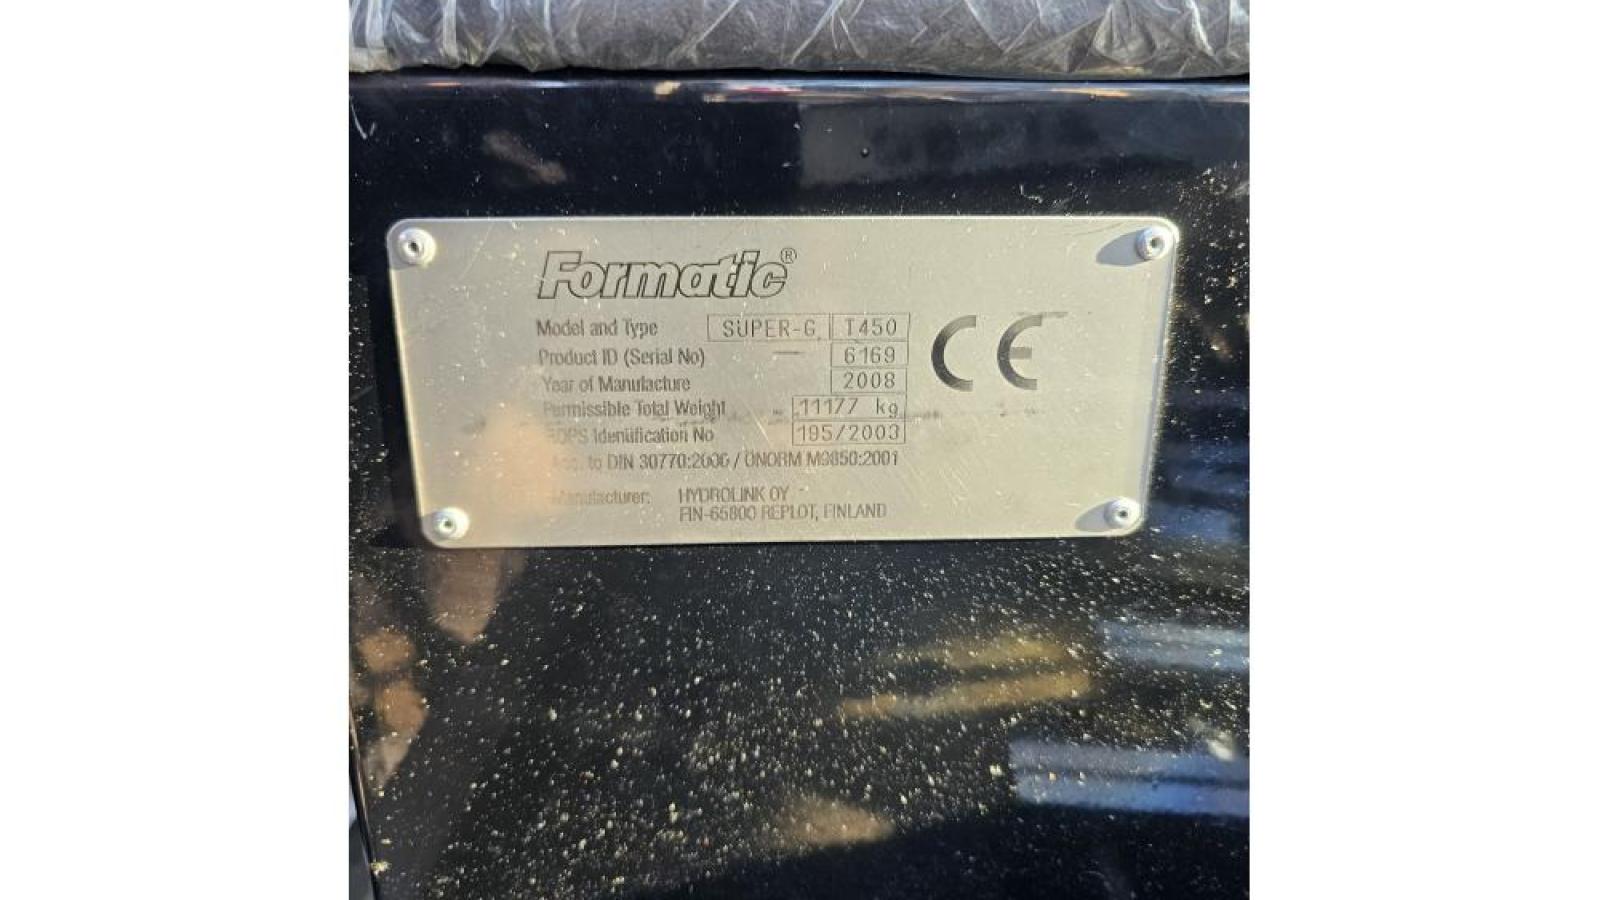 Formatic®
Model and Type SUPER-G T450
Product ID (Serial No) 6169
Year of Manufacture 2008
Permissible Total Weight 11177 kg
ROPS Identification No 195/2003
Acc. to DIN 30770:2006 / ÖNORM M9850:2001
Manufacturer: HYDROLINK OY
FIN-65800 REPLOT, FINLAND
CE